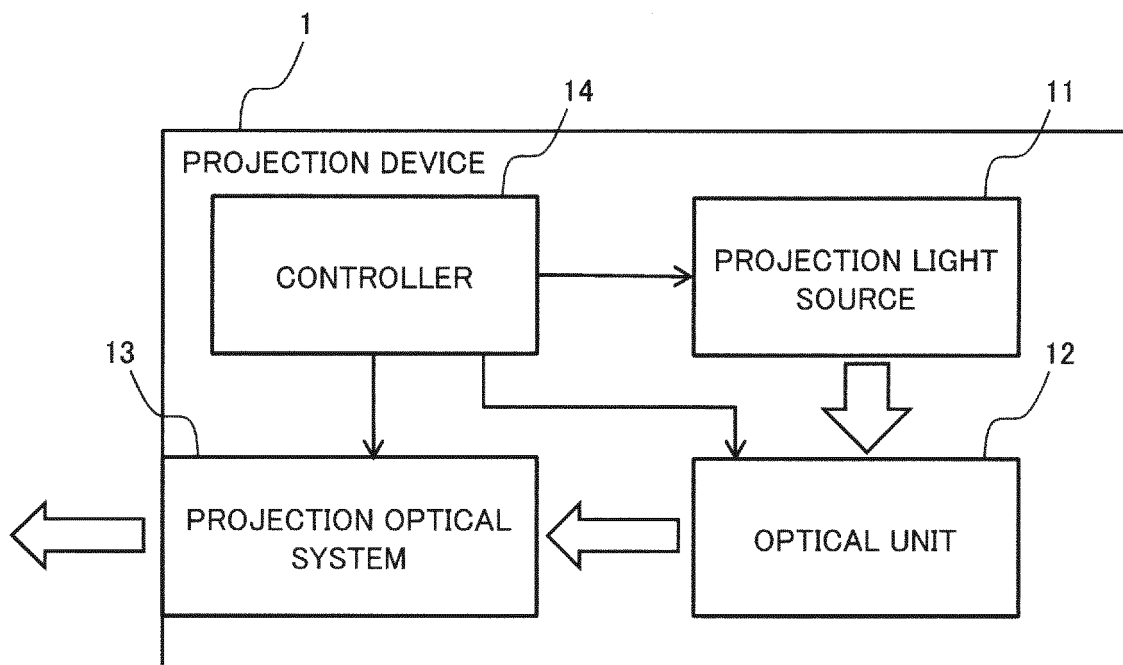 1
14
11
PROJECTION DEVICE
CONTROLLER
PROJECTION LIGHT
SOURCE
13
12
PROJECTION OPTICAL
SYSTEM
OPTICAL UNIT